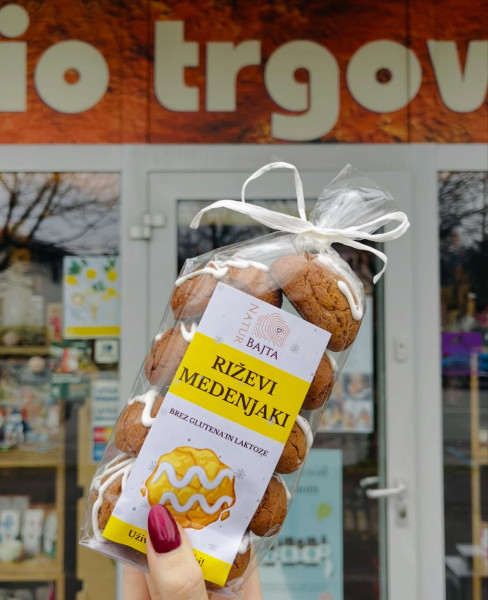 io trgov
NATUR
BAJTA
RIŽEVI
MEDENJAKI
BREZ GLUTENA IN LAKTOZE